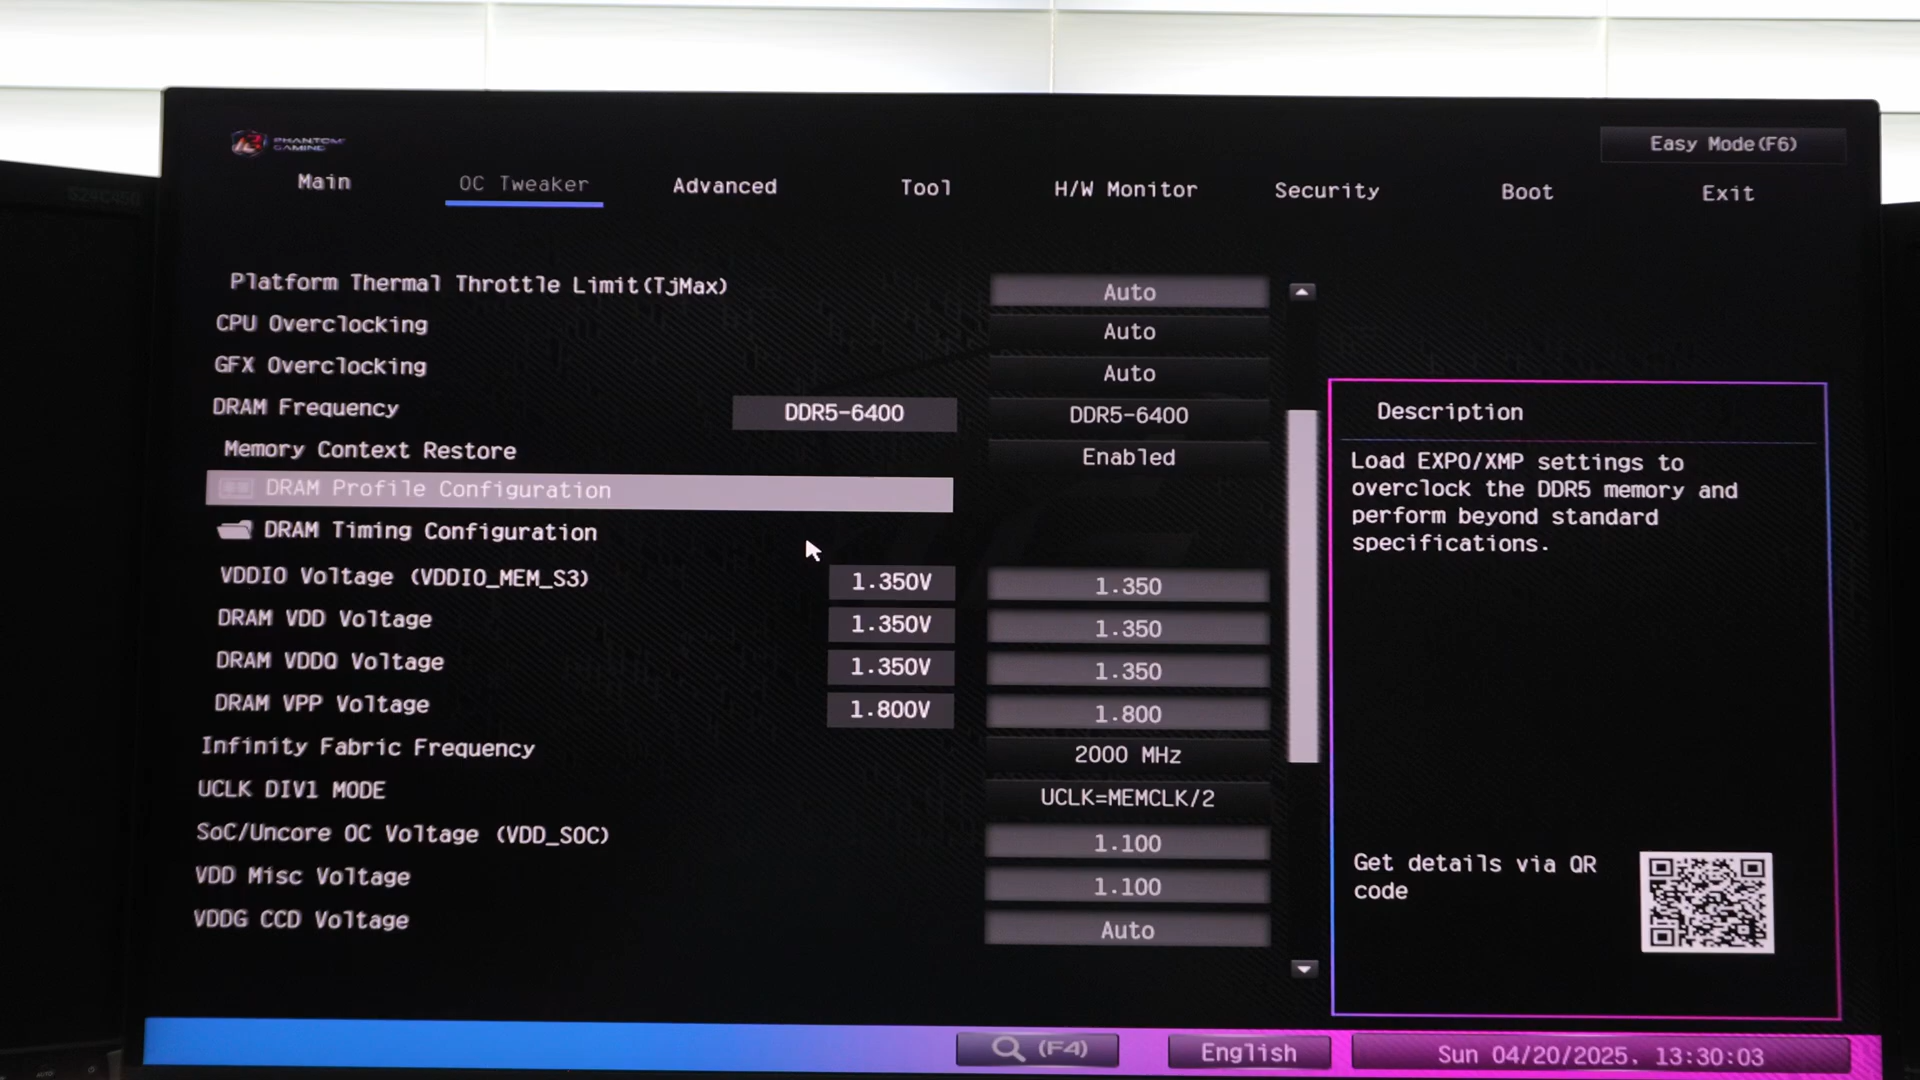 PHANTOM GAMING
Easy Mode(F6)
Main OC Tweaker Advanced Tool H/W Monitor Security Boot Exit
Platform Thermal Throttle Limit(TjMax) Auto
CPU Overclocking Auto
GFX Overclocking Auto
DRAM Frequency DDR5-6400 DDR5-6400
Memory Context Restore Enabled
DRAM Profile Configuration
DRAM Timing Configuration
VDDIO Voltage (VDDIO_MEM_S3) 1.350V 1.350
DRAM VDD Voltage 1.350V 1.350
DRAM VDDQ Voltage 1.350V 1.350
DRAM VPP Voltage 1.800V 1.800
Infinity Fabric Frequency 2000 MHz
UCLK DIV1 MODE UCLK=MEMCLK/2
SoC/Uncore OC Voltage (VDD_SOC) 1.100
VDD Misc Voltage 1.100
VDDG CCD Voltage Auto
Description
Load EXPO/XMP settings to
overclock the DDR5 memory and
perform beyond standard
specifications.
Get details via QR
code
(F4) English Sun 04/20/2025. 13:30:03